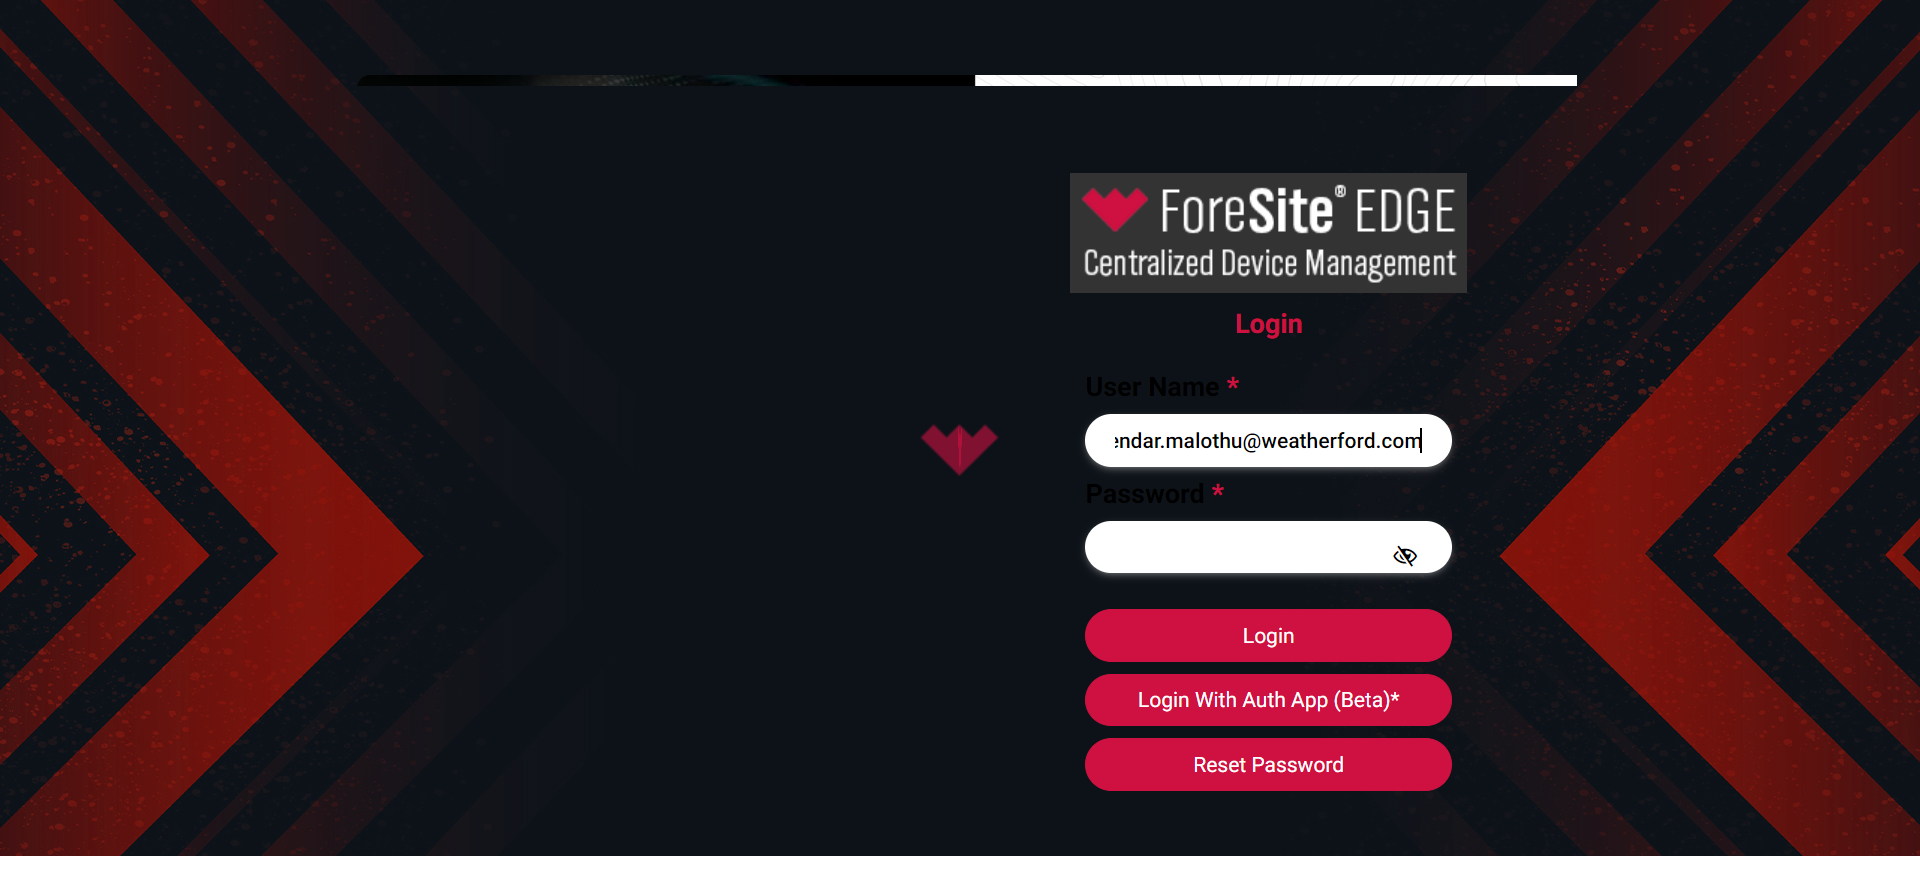 ForeSite® EDGE
Centralized Device Management
Login
User Name *
endar.malothu@weatherford.com
Password *
Login
Login With Auth App (Beta)*
Reset Password